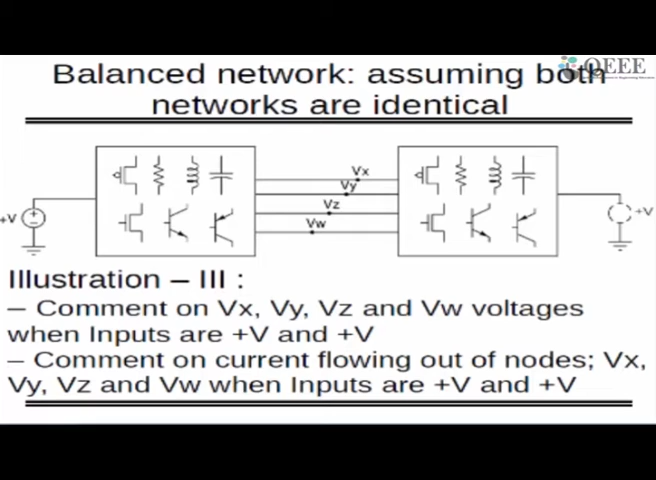 QEEE
Balanced network: assuming both
networks are identical
Vx
Vy
Vz
Vw
+V
+V
Illustration – III :
– Comment on Vx, Vy, Vz and Vw voltages
when Inputs are +V and +V
– Comment on current flowing out of nodes; Vx,
Vy, Vz and Vw when Inputs are +V and +V